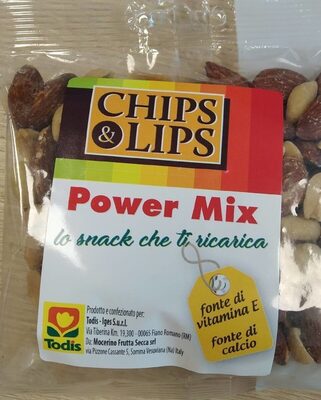 CHIPS
& LIPS
Power Mix
lo snack che ti ricarica
fonte di
vitamina E
fonte di
calcio
Todis
Prodotto e confezionato per:
Todis - Iges S.u.r.l.
Via Tiberina Km. 19,300 - 00065 Fiano Romano (RM)
Da: Mocerino Frutta Secca srl
via Pizzone Cassante 5, Somma Vesuviana (Na) Italy